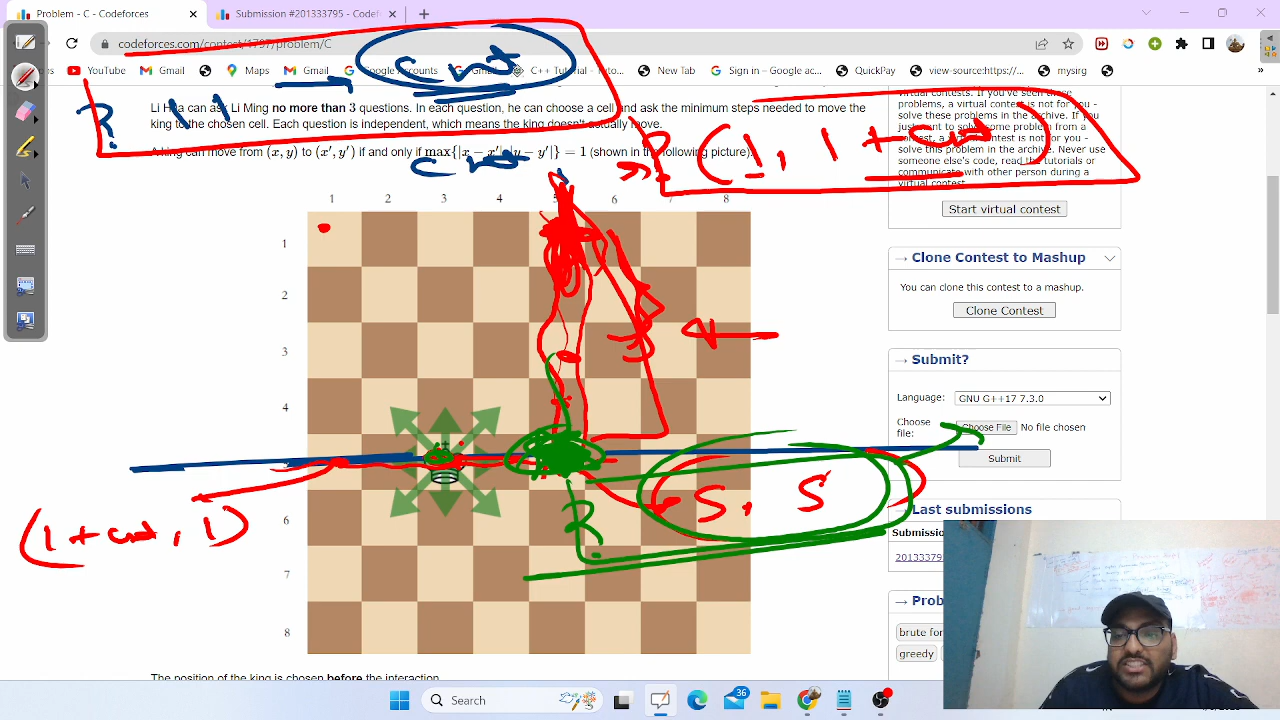 Problem - C - Codeforces
Submission #201333795 - Codef
codeforces.com/contest/1797/problem/C
YouTube
Gmail
Maps
Gmail
Accounts
New Tab
Search - of
QuickPay
view-source:https://...
mysirg
cnt
? 1 1
Li Hua can ask Li Ming no more than 3 questions. In each question, he can choose a cell and ask the minimum steps needed to move the
king to the chosen cell. Each question is independent, which means the king doesn't actually move.
A king can move from (x, y) to (x′, y′) if and only if max{|x − x′|, |y − y′|} = 1 (shown in the following picture).
cnt
? (1, 1 + cnt)
1 2 3 4 5 6 7 8
1
2
3
4
5
6
7
8
(1 + cnt, 1)
5, 5
?
The position of the king is chosen before the interaction.
virtual contests. If you've seen these
problems, a virtual contest is not for you -
solve these problems in the archive. If you
just want to solve some problem from a
contest, a virtual contest is not for you -
solve this problem in the archive. Never use
someone else's code, read the tutorials or
communicate with other person during a
virtual contest.
Start virtual contest
→ Clone Contest to Mashup
You can clone this contest to a mashup.
Clone Contest
→ Submit?
Language: GNU G++17 7.3.0
Choose
file: Choose File No file chosen
Submit
→ Last submissions
Submission
201333795
→ Prob
brute for
greedy
Search
36